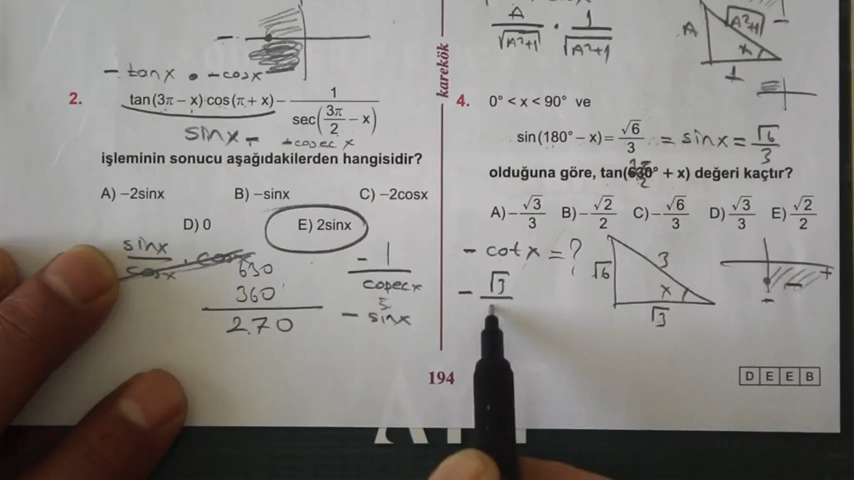 - tanx • -cosx
2. tan(3π – x)·cos(π + x) – 1 / sec(3π/2 – x)
sinx - -cosec x
işleminin sonucu aşağıdakilerden hangisidir?
A) –2sinx B) –sinx C) –2cosx
D) 0 E) 2sinx
sinx / cosx . cosx
630
360
270
- 1 / cosecx
- sinx
karekök
A / √A²+1 · 1 / √A²+1
A √A²+1 x 1
4. 0° < x < 90° ve
sin(180° – x) = √6/3 = sinx = √6/3
olduğuna göre, tan(630° + x) değeri kaçtır?
A) –√3/3 B) –√2/2 C) –√6/3 D) √3/3 E) √2/2
- cotx = ?
- √3
√6 3 x √3
+ - -
194
D E E B